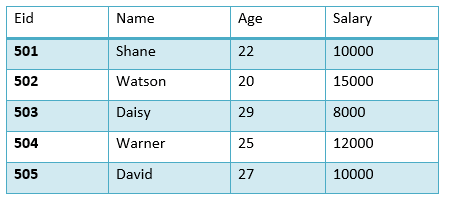 Eid Name Age Salary
501 Shane 22 10000
502 Watson 20 15000
503 Daisy 29 8000
504 Warner 25 12000
505 David 27 10000